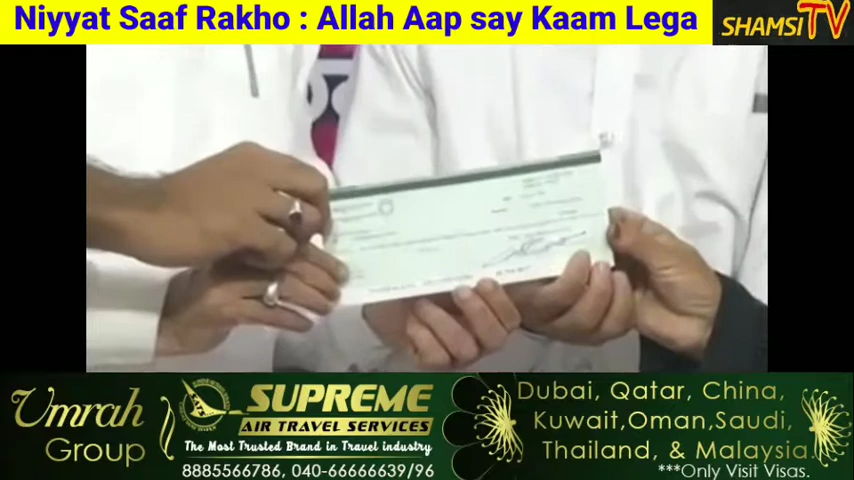 Niyyat Saaf Rakho : Allah Aap say Kaam Lega
SHAMSI TV
Umrah
Group
SUPREME
AIR TRAVEL SERVICES
The Most Trusted Brand in Travel industry
8885566786, 040-66666639/96
Dubai, Qatar, China,
Kuwait,Oman,Saudi,
Thailand, & Malaysia.
***Only Visit Visas.